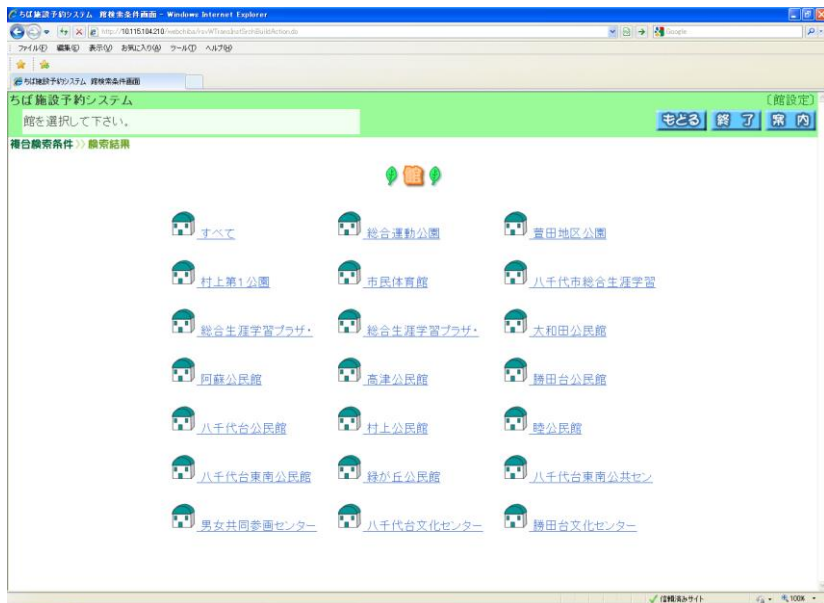 ちば施設予約システム 館検索条件画面 - Windows Internet Explorer
Google
ファイル(F) 編集(E) 表示(V) お気に入り(A) ツール(T) ヘルプ(H)
ちば施設予約システム 館検索条件画面
ちば施設予約システム
〔館設定〕
館を選択して下さい。
もどる 終了 案内
複合検索条件 >> 検索結果
館
すべて 総合運動公園 萱田地区公園
村上第1公園 市民体育館 八千代市総合生涯学習
総合生涯学習プラザ・ 総合生涯学習プラザ・ 大和田公民館
阿蘇公民館 高津公民館 勝田台公民館
八千代台公民館 村上公民館 睦公民館
八千代台東南公民館 緑が丘公民館 八千代台東南公共セン
男女共同参画センター 八千代台文化センター 勝田台文化センター
信頼済みサイト 100%